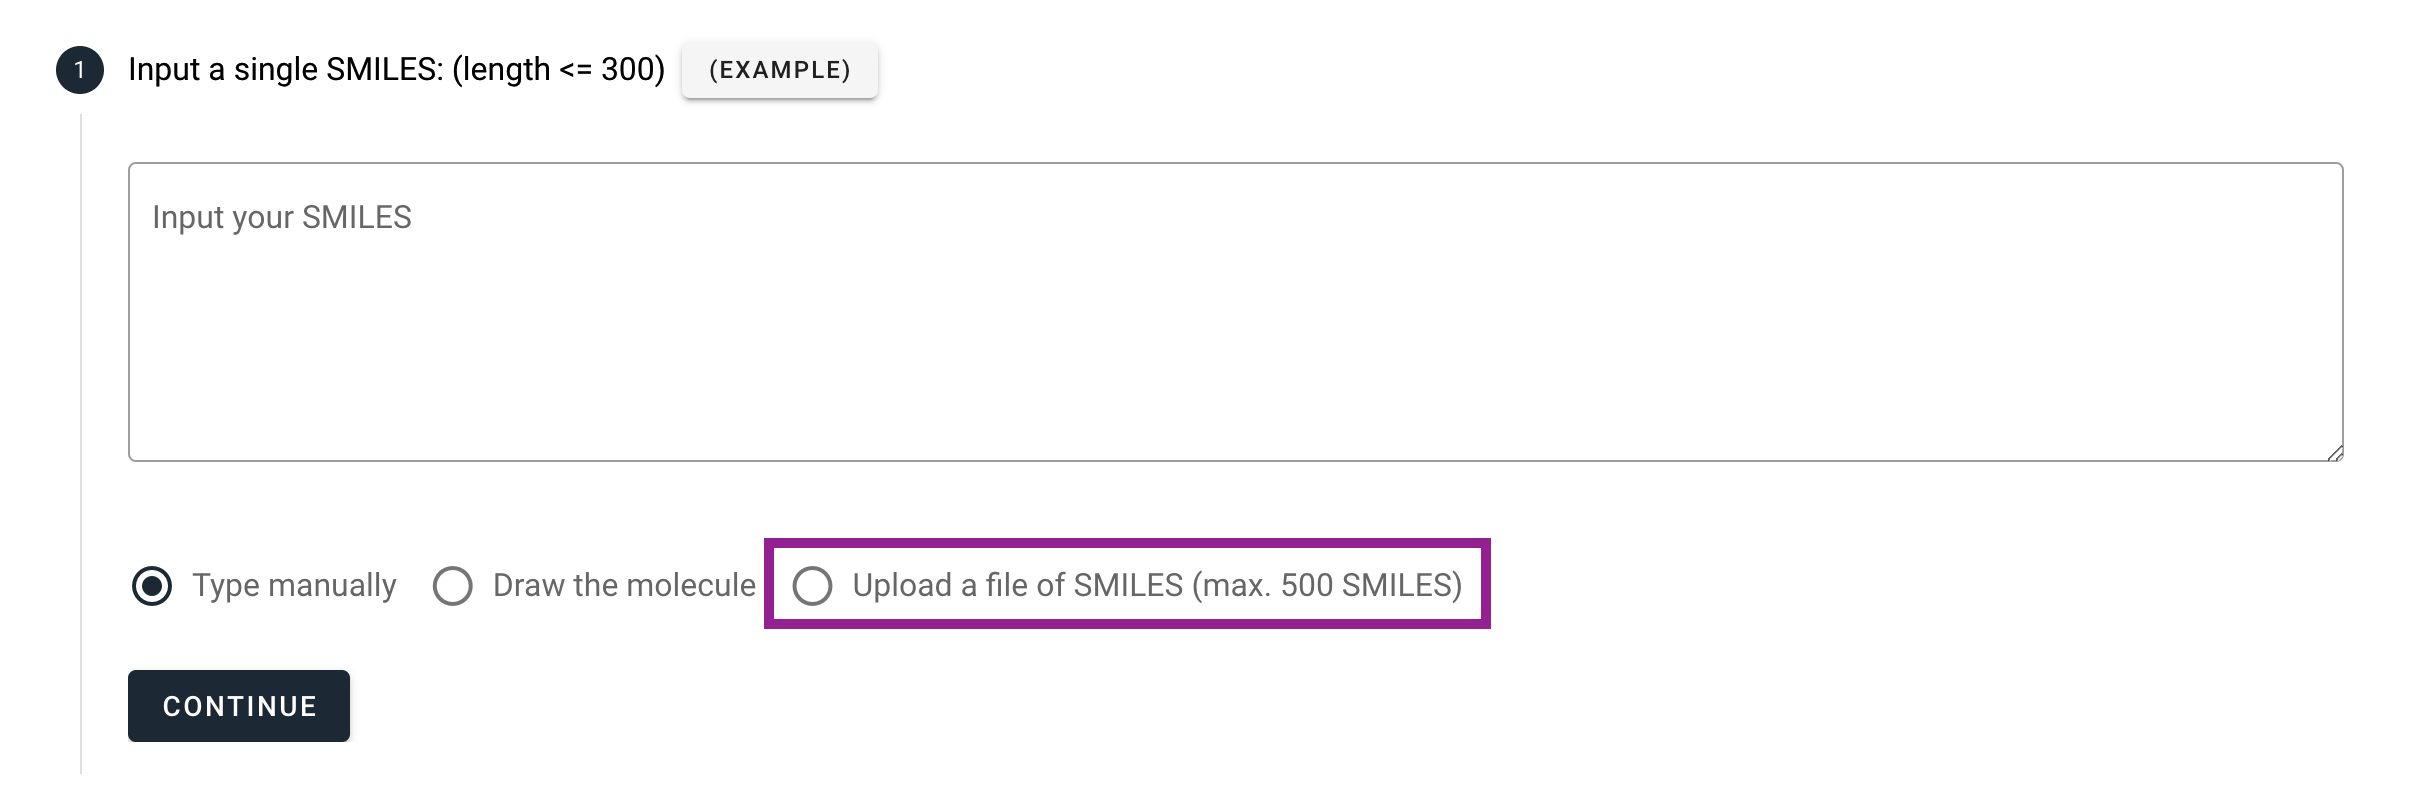 1 Input a single SMILES: (length <= 300) (EXAMPLE)
Input your SMILES
Type manually Draw the molecule Upload a file of SMILES (max. 500 SMILES)
CONTINUE